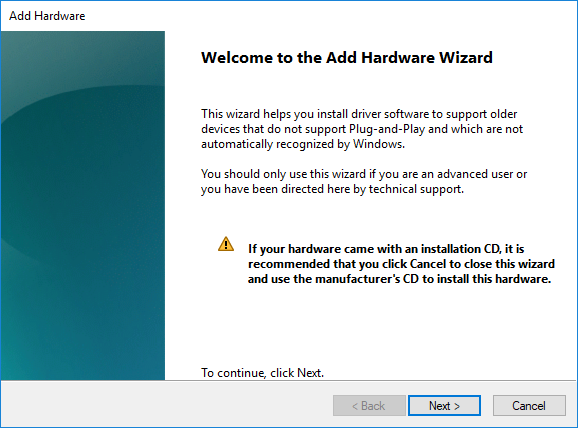 Add Hardware
Welcome to the Add Hardware Wizard
This wizard helps you install driver software to support older
devices that do not support Plug-and-Play and which are not
automatically recognized by Windows.
You should only use this wizard if you are an advanced user or
you have been directed here by technical support.
If your hardware came with an installation CD, it is
recommended that you click Cancel to close this wizard
and use the manufacturer's CD to install this hardware.
To continue, click Next.
< Back
Next >
Cancel